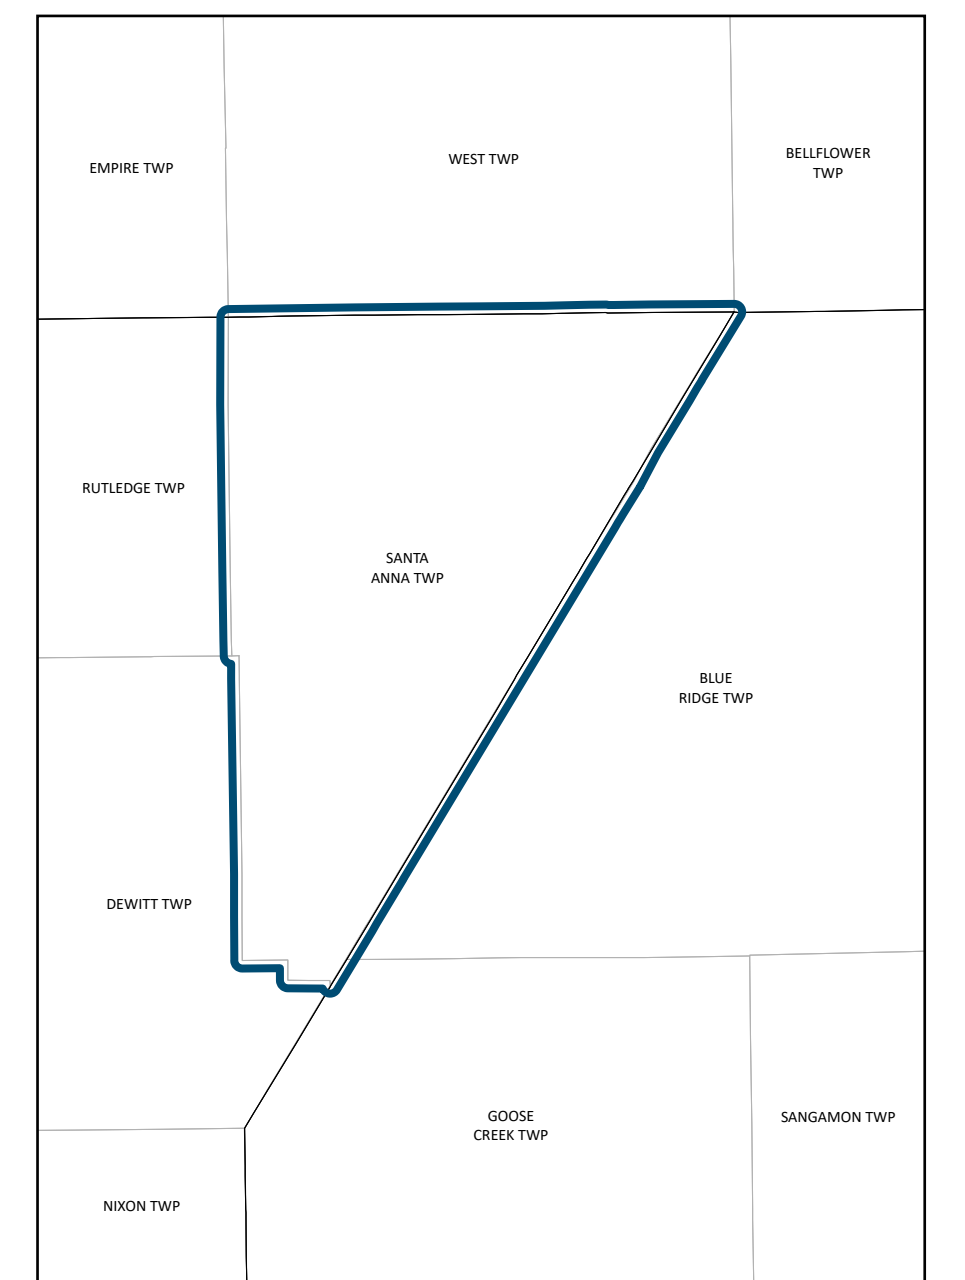 EMPIRE TWP
WEST TWP
BELLFLOWER
TWP
RUTLEDGE TWP
SANTA
ANNA TWP
BLUE
RIDGE TWP
DEWITT TWP
GOOSE
CREEK TWP
SANGAMON TWP
NIXON TWP